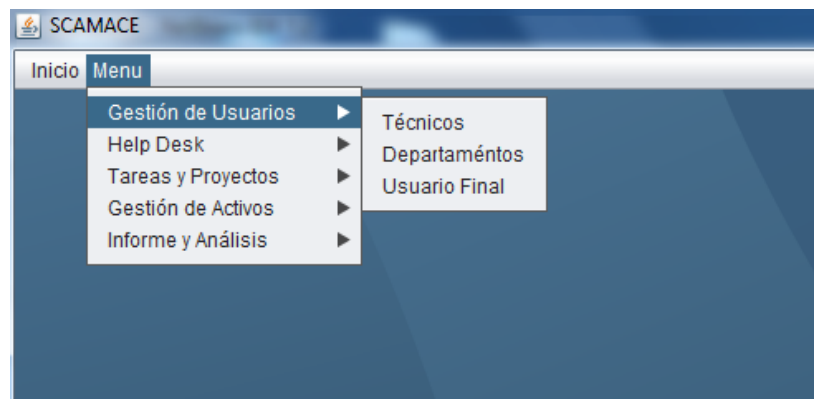 SCAMACE
Inicio Menu
Gestión de Usuarios
Help Desk
Tareas y Proyectos
Gestión de Activos
Informe y Análisis
Técnicos
Departaméntos
Usuario Final